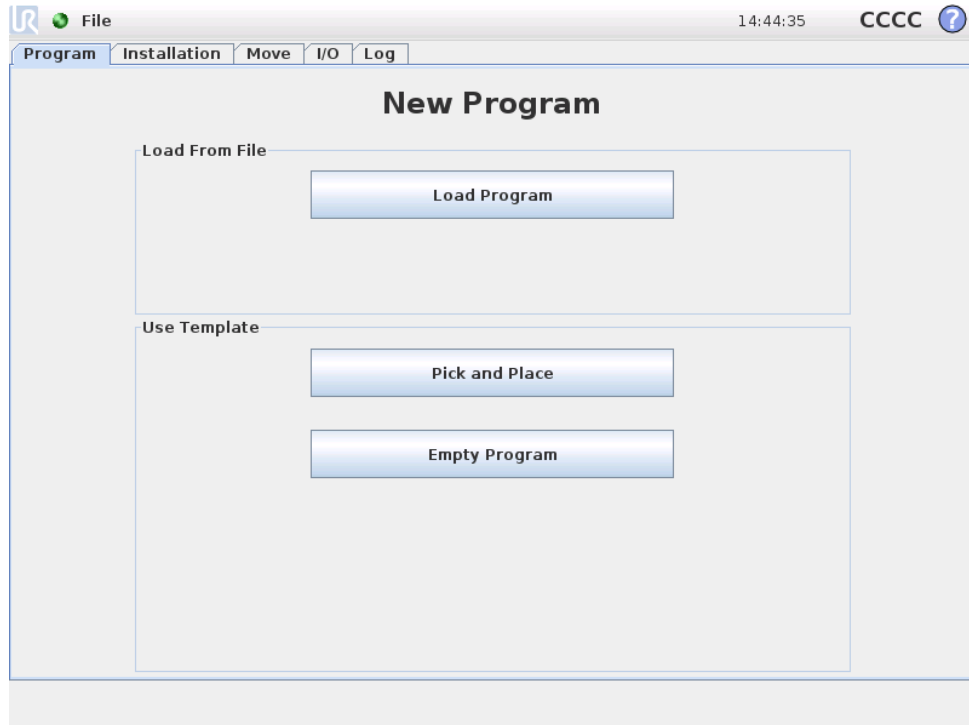 UR File 14:44:35 CCCC ?
Program Installation Move I/O Log
New Program
Load From File
Load Program
Use Template
Pick and Place
Empty Program